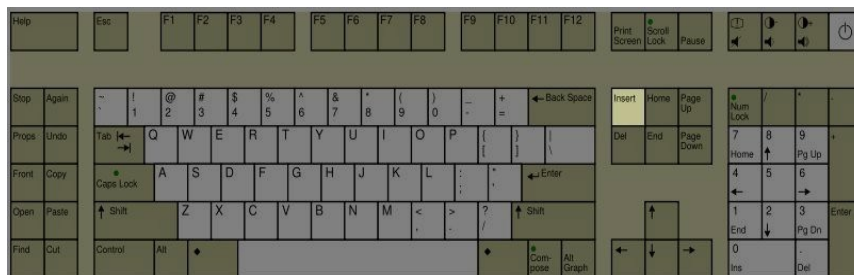 Help Esc F1 F2 F3 F4 F5 F6 F7 F8 F9 F10 F11 F12 Print Screen Scroll Lock Pause
Stop Again ~ ! @ # $ % ^ & * ( ) _ + Back Space Insert Home Page Up Num Lock / * -
` 1 2 3 4 5 6 7 8 9 0 - =
Props Undo Tab Q W E R T Y U I O P { } | Del End Page Down 7 8 9 +
[ ] \ Home Pg Up
Front Copy Caps Lock A S D F G H J K L : " Enter 4 5 6
; '
Open Paste Shift Z X C V B N M < > ? Shift 1 2 3 Enter
, . / End Pg Dn
Find Cut Control Alt Com- pose Alt Graph 0 .
Ins Del